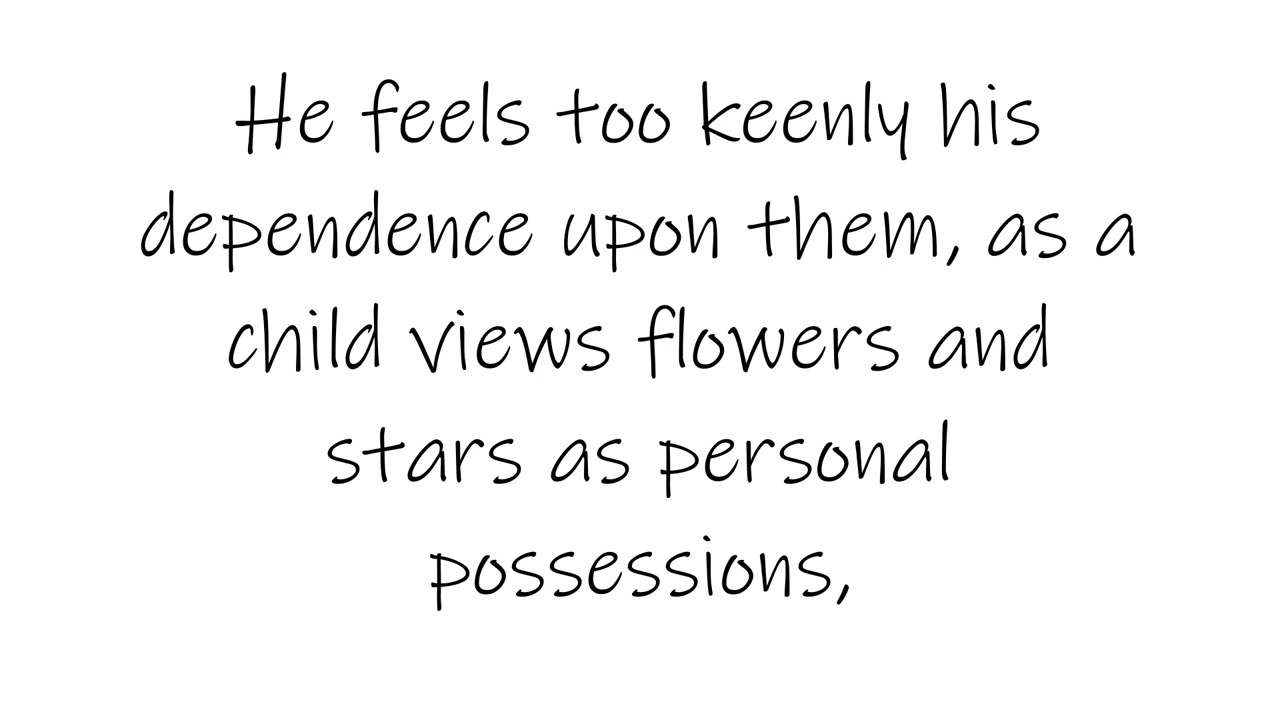 He feels too keenly his
dependence upon them, as a
child views flowers and
stars as personal
possessions,